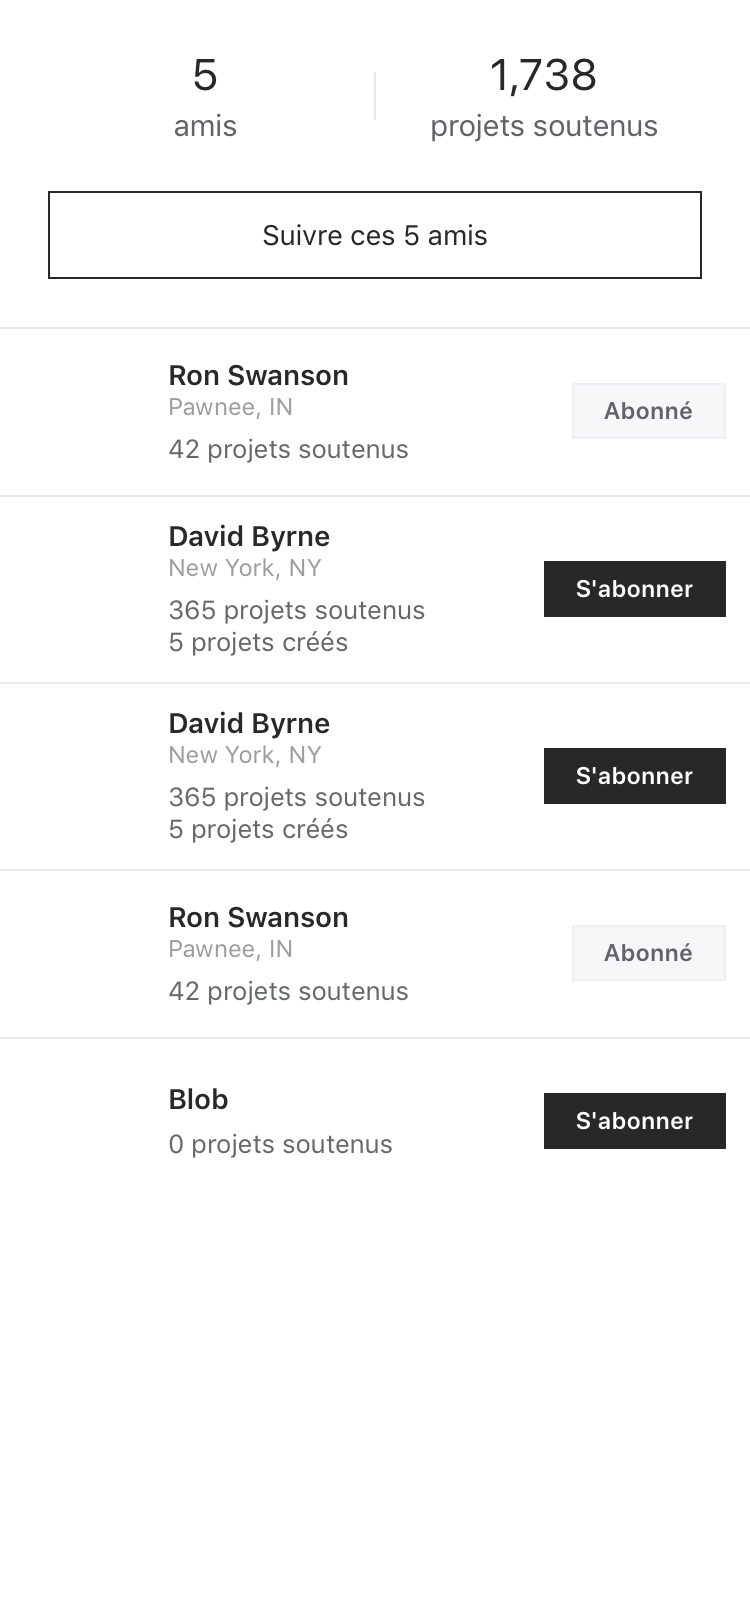 5
amis
1,738
projets soutenus
Suivre ces 5 amis
Ron Swanson
Pawnee, IN
42 projets soutenus
Abonné
David Byrne
New York, NY
365 projets soutenus
5 projets créés
S'abonner
David Byrne
New York, NY
365 projets soutenus
5 projets créés
S'abonner
Ron Swanson
Pawnee, IN
42 projets soutenus
Abonné
Blob
0 projets soutenus
S'abonner